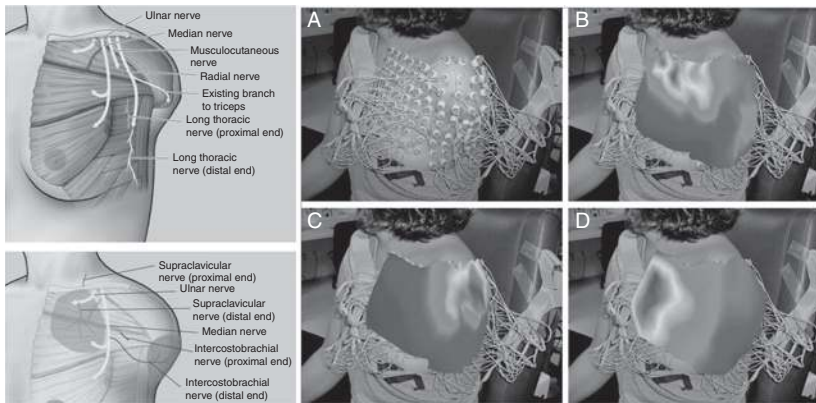 Ulnar nerve
Median nerve
Musculocutaneous
nerve
Radial nerve
Existing branch
to triceps
Long thoracic
nerve (proximal end)
Long thoracic
nerve (distal end)
Supraclavicular
nerve (proximal end)
Ulnar nerve
Supraclavicular
nerve (distal end)
Median nerve
Intercostobrachial
nerve (proximal end)
Intercostobrachial
nerve (distal end)
A
B
C
D